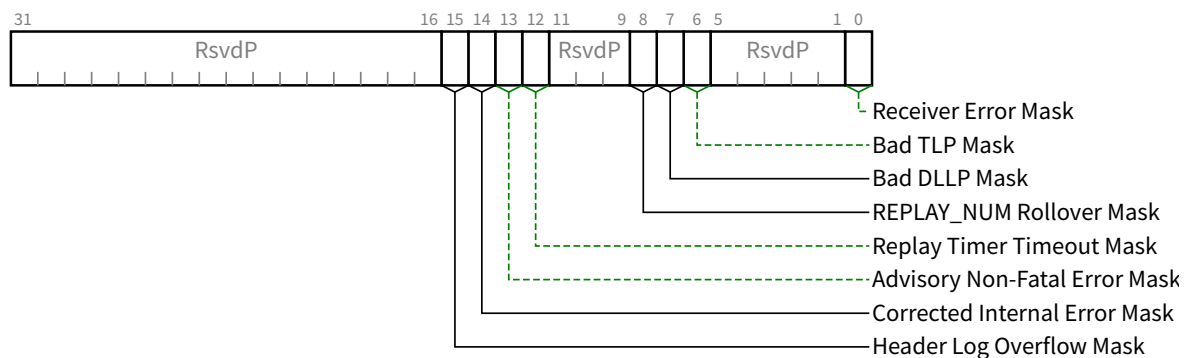 31 16 15 14 13 12 11 9 8 7 6 5 1 0
RsvdP RsvdP RsvdP
Receiver Error Mask
Bad TLP Mask
Bad DLLP Mask
REPLAY_NUM Rollover Mask
Replay Timer Timeout Mask
Advisory Non-Fatal Error Mask
Corrected Internal Error Mask
Header Log Overflow Mask